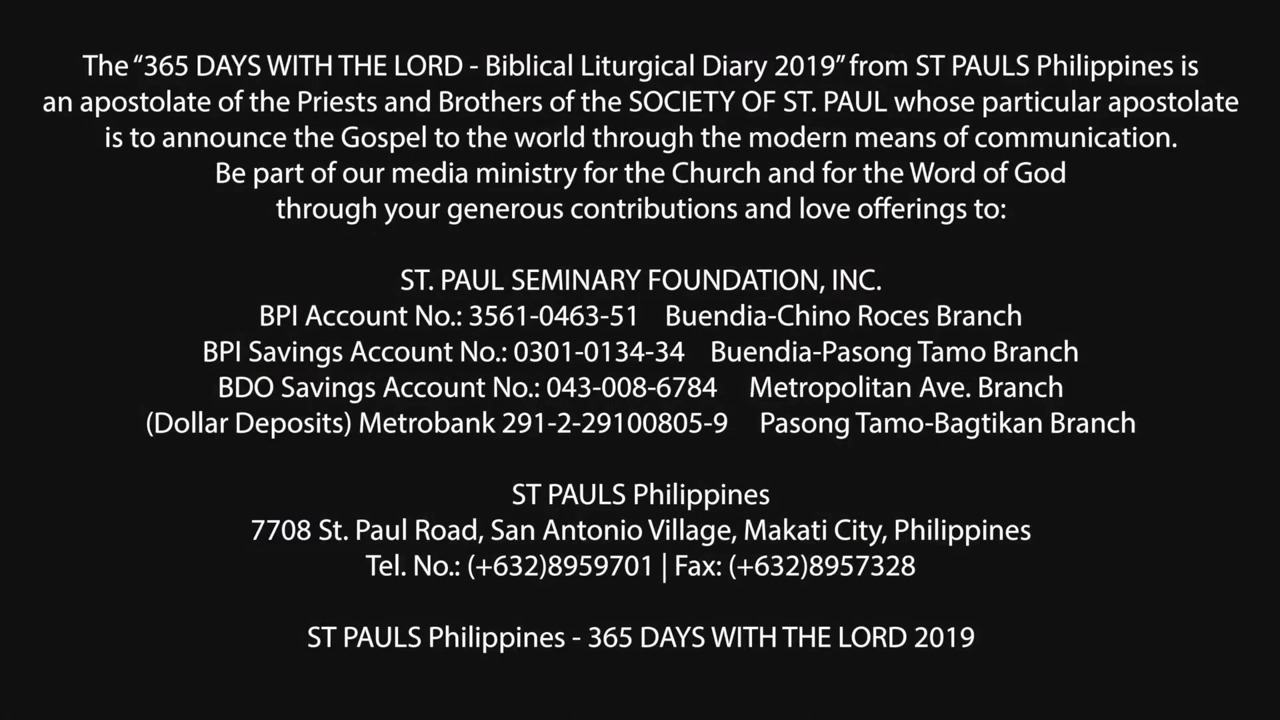 The “365 DAYS WITH THE LORD - Biblical Liturgical Diary 2019” from ST PAULS Philippines is
an apostolate of the Priests and Brothers of the SOCIETY OF ST. PAUL whose particular apostolate
is to announce the Gospel to the world through the modern means of communication.
Be part of our media ministry for the Church and for the Word of God
through your generous contributions and love offerings to:
ST. PAUL SEMINARY FOUNDATION, INC.
BPI Account No.: 3561-0463-51 Buendia-Chino Roces Branch
BPI Savings Account No.: 0301-0134-34 Buendia-Pasong Tamo Branch
BDO Savings Account No.: 043-008-6784 Metropolitan Ave. Branch
(Dollar Deposits) Metrobank 291-2-29100805-9 Pasong Tamo-Bagtikan Branch
ST PAULS Philippines
7708 St. Paul Road, San Antonio Village, Makati City, Philippines
Tel. No.: (+632)8959701 | Fax: (+632)8957328
ST PAULS Philippines - 365 DAYS WITH THE LORD 2019